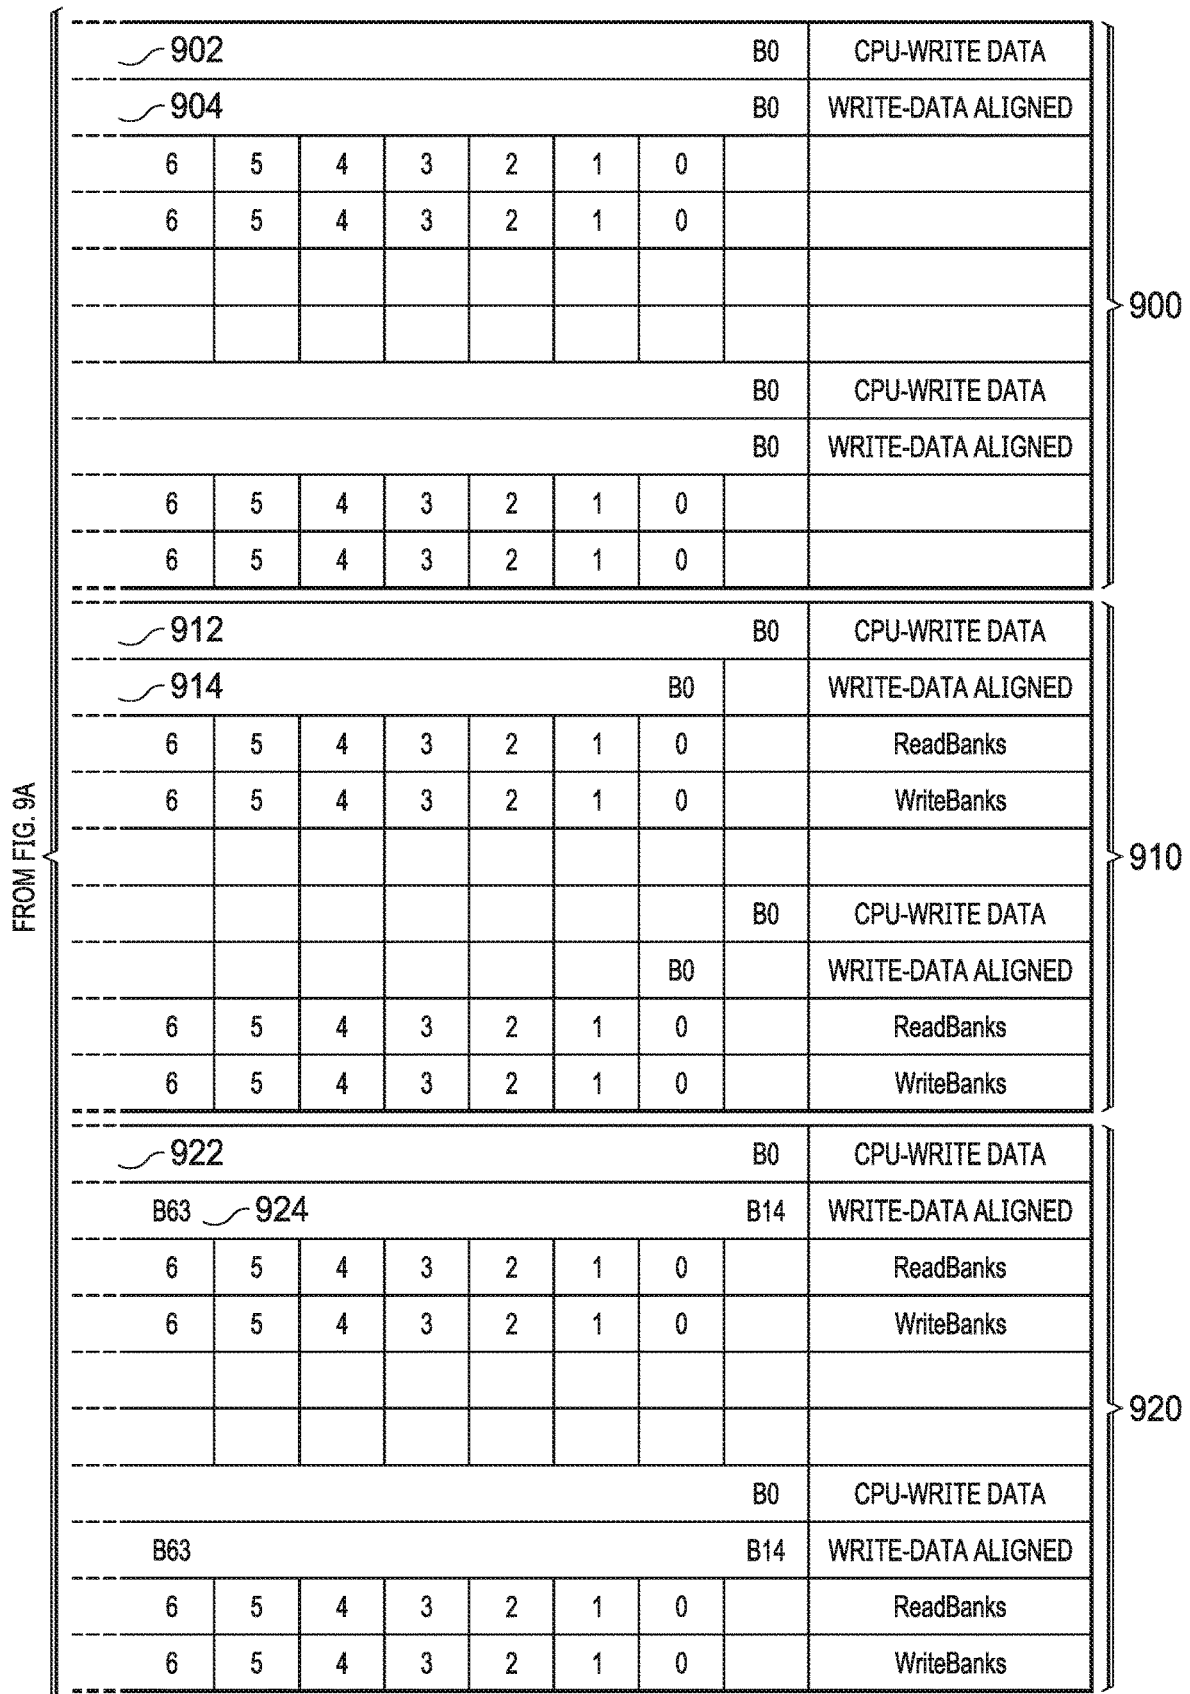 902 B0 CPU-WRITE DATA
904 B0 WRITE-DATA ALIGNED
6 5 4 3 2 1 0
6 5 4 3 2 1 0
900
B0 CPU-WRITE DATA
B0 WRITE-DATA ALIGNED
6 5 4 3 2 1 0
6 5 4 3 2 1 0
912 B0 CPU-WRITE DATA
914 B0 WRITE-DATA ALIGNED
6 5 4 3 2 1 0 ReadBanks
6 5 4 3 2 1 0 WriteBanks
FROM FIG. 9A
910
B0 CPU-WRITE DATA
B0 WRITE-DATA ALIGNED
6 5 4 3 2 1 0 ReadBanks
6 5 4 3 2 1 0 WriteBanks
922 B0 CPU-WRITE DATA
B63 924 B14 WRITE-DATA ALIGNED
6 5 4 3 2 1 0 ReadBanks
6 5 4 3 2 1 0 WriteBanks
920
B0 CPU-WRITE DATA
B63 B14 WRITE-DATA ALIGNED
6 5 4 3 2 1 0 ReadBanks
6 5 4 3 2 1 0 WriteBanks